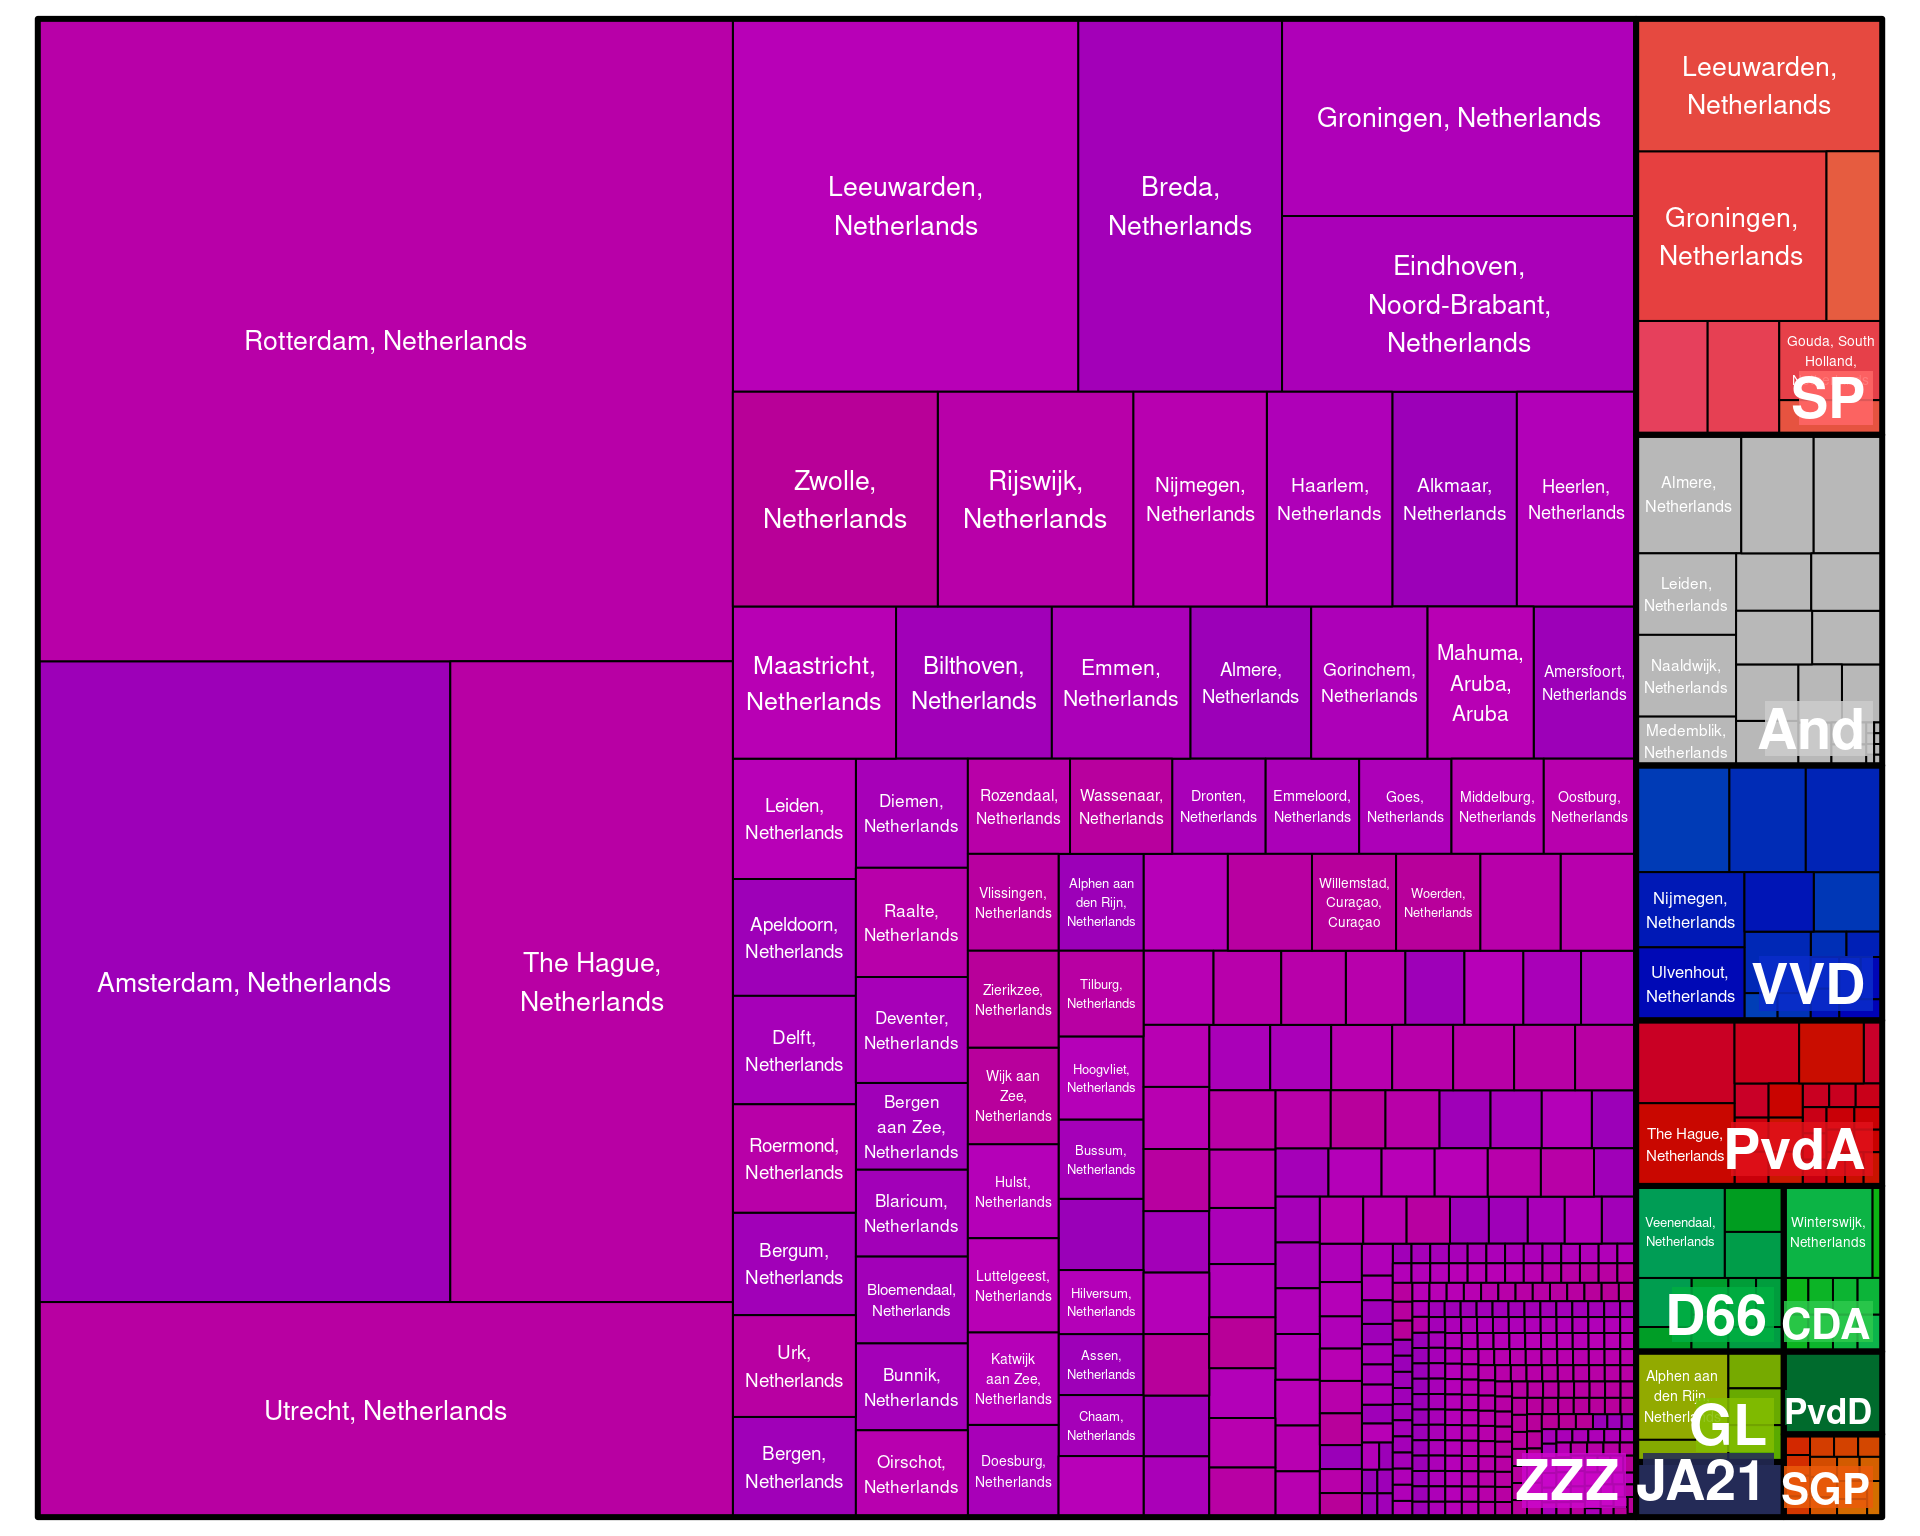 Rotterdam, Netherlands
Amsterdam, Netherlands
The Hague,
Netherlands
Utrecht, Netherlands
Leeuwarden,
Netherlands
Breda,
Netherlands
Groningen, Netherlands
Eindhoven,
Noord-Brabant,
Netherlands
Zwolle,
Netherlands
Rijswijk,
Netherlands
Nijmegen,
Netherlands
Haarlem,
Netherlands
Alkmaar,
Netherlands
Heerlen,
Netherlands
Maastricht,
Netherlands
Bilthoven,
Netherlands
Emmen,
Netherlands
Almere,
Netherlands
Gorinchem,
Netherlands
Mahuma,
Aruba,
Aruba
Amersfoort,
Netherlands
Leiden,
Netherlands
Apeldoorn,
Netherlands
Delft,
Netherlands
Roermond,
Netherlands
Bergum,
Netherlands
Urk,
Netherlands
Bergen,
Netherlands
Diemen,
Netherlands
Raalte,
Netherlands
Deventer,
Netherlands
Bergen
aan Zee,
Netherlands
Blaricum,
Netherlands
Bloemendaal,
Netherlands
Bunnik,
Netherlands
Oirschot,
Netherlands
Rozendaal,
Netherlands
Wassenaar,
Netherlands
Dronten,
Netherlands
Emmeloord,
Netherlands
Goes,
Netherlands
Middelburg,
Netherlands
Oostburg,
Netherlands
Vlissingen,
Netherlands
Zierikzee,
Netherlands
Wijk aan
Zee,
Netherlands
Hulst,
Netherlands
Luttelgeest,
Netherlands
Katwijk
aan Zee,
Netherlands
Doesburg,
Netherlands
Alphen aan
den Rijn,
Netherlands
Tilburg,
Netherlands
Hoogvliet,
Netherlands
Bussum,
Netherlands
Hilversum,
Netherlands
Assen,
Netherlands
Chaam,
Netherlands
Willemstad,
Curaçao,
Curaçao
Woerden,
Netherlands
ZZZ
Leeuwarden,
Netherlands
Groningen,
Netherlands
Gouda, South
Holland,
SP
Almere,
Netherlands
Leiden,
Netherlands
Naaldwijk,
Netherlands
Medemblik,
Netherlands
And
Nijmegen,
Netherlands
Ulvenhout,
Netherlands
VVD
The Hague,
Netherlands
PvdA
Veenendaal,
Netherlands
D66
Winterswijk,
Netherlands
CDA
Alphen aan
den Rijn,
Netherlands
GL
PvdD
JA21
SGP